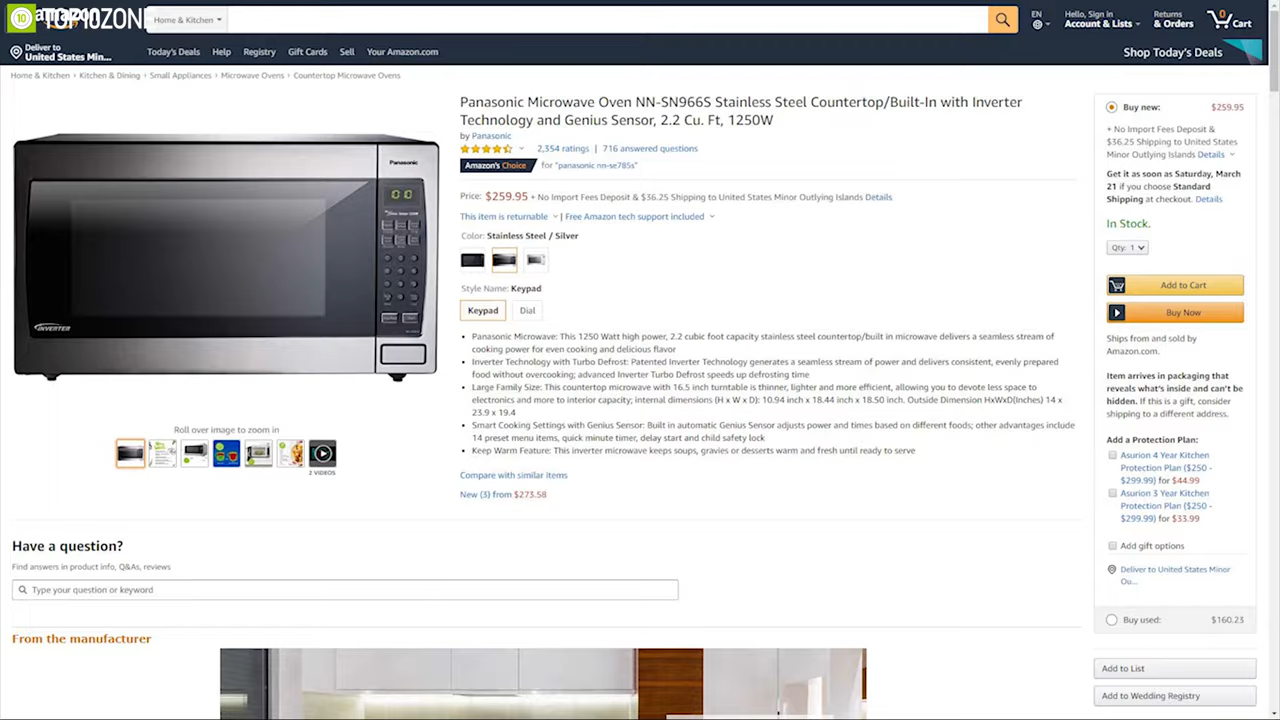 10 TOP10ZONE
Home & Kitchen
EN
Hello, Sign in
Account & Lists
Returns
& Orders
0
Cart
Deliver to
United States Min...
Today's Deals Help Registry Gift Cards Sell Your Amazon.com
Shop Today's Deals
Home & Kitchen › Kitchen & Dining › Small Appliances › Microwave Ovens › Countertop Microwave Ovens
Panasonic Microwave Oven NN-SN966S Stainless Steel Countertop/Built-In with Inverter
Technology and Genius Sensor, 2.2 Cu. Ft, 1250W
by Panasonic
2,354 ratings | 716 answered questions
Amazon's Choice for "panasonic nn-se785s"
Price: $259.95 + No Import Fees Deposit & $36.25 Shipping to United States Minor Outlying Islands Details
This item is returnable | Free Amazon tech support included
Color: Stainless Steel / Silver
Style Name: Keypad
Keypad Dial
• Panasonic Microwave: This 1250 Watt high power, 2.2 cubic foot capacity stainless steel countertop/built in microwave delivers a seamless stream of
cooking power for even cooking and delicious flavor
• Inverter Technology with Turbo Defrost: Patented Inverter Technology generates a seamless stream of power and delivers consistent, evenly prepared
food without overcooking; advanced Inverter Turbo Defrost speeds up defrosting time
• Large Family Size: This countertop microwave with 16.5 inch turntable is thinner, lighter and more efficient, allowing you to devote less space to
electronics and more to interior capacity; internal dimensions (H x W x D): 10.94 inch x 18.44 inch x 18.50 inch. Outside Dimension HxWxD(Inches) 14 x
23.9 x 19.4
• Smart Cooking Settings with Genius Sensor: Built in automatic Genius Sensor adjusts power and times based on different foods; other advantages include
14 preset menu items, quick minute timer, delay start and child safety lock
• Keep Warm Feature: This inverter microwave keeps soups, gravies or desserts warm and fresh until ready to serve
Compare with similar items
New (3) from $273.58
Panasonic
INVERTER
Roll over image to zoom in
2 VIDEOS
Buy new: $259.95
+ No Import Fees Deposit &
$36.25 Shipping to United States
Minor Outlying Islands Details
Get it as soon as Saturday, March
21 if you choose Standard
Shipping at checkout. Details
In Stock.
Qty: 1
Add to Cart
Buy Now
Ships from and sold by
Amazon.com.
Item arrives in packaging that
reveals what's inside and can't be
hidden. If this is a gift, consider
shipping to a different address.
Add a Protection Plan:
Asurion 4 Year Kitchen
Protection Plan ($250 -
$299.99) for $44.99
Asurion 3 Year Kitchen
Protection Plan ($250 -
$299.99) for $33.99
Add gift options
Deliver to United States Minor
Ou...
Buy used: $160.23
Add to List
Add to Wedding Registry
Have a question?
Find answers in product info, Q&As, reviews
Type your question or keyword
From the manufacturer